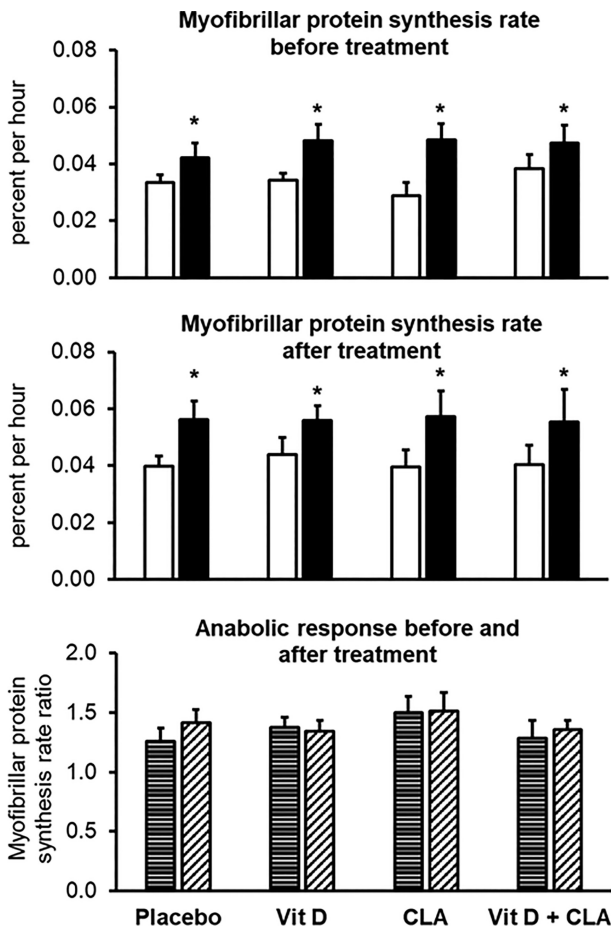 Myofibrillar protein synthesis rate
before treatment
percent per hour
0.08
0.06
0.04
0.02
0.00
* * * *
Myofibrillar protein synthesis rate
after treatment
percent per hour
0.08
0.06
0.04
0.02
0.00
* * * *
Anabolic response before and
after treatment
Myofibrillar protein
synthesis rate ratio
2.0
1.5
1.0
0.5
0.0
Placebo Vit D CLA Vit D + CLA